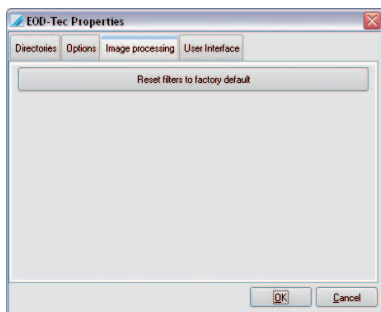 EOD-Tec Properties
Directories Options Image processing User Interface
Reset filters to factory default
OK Cancel